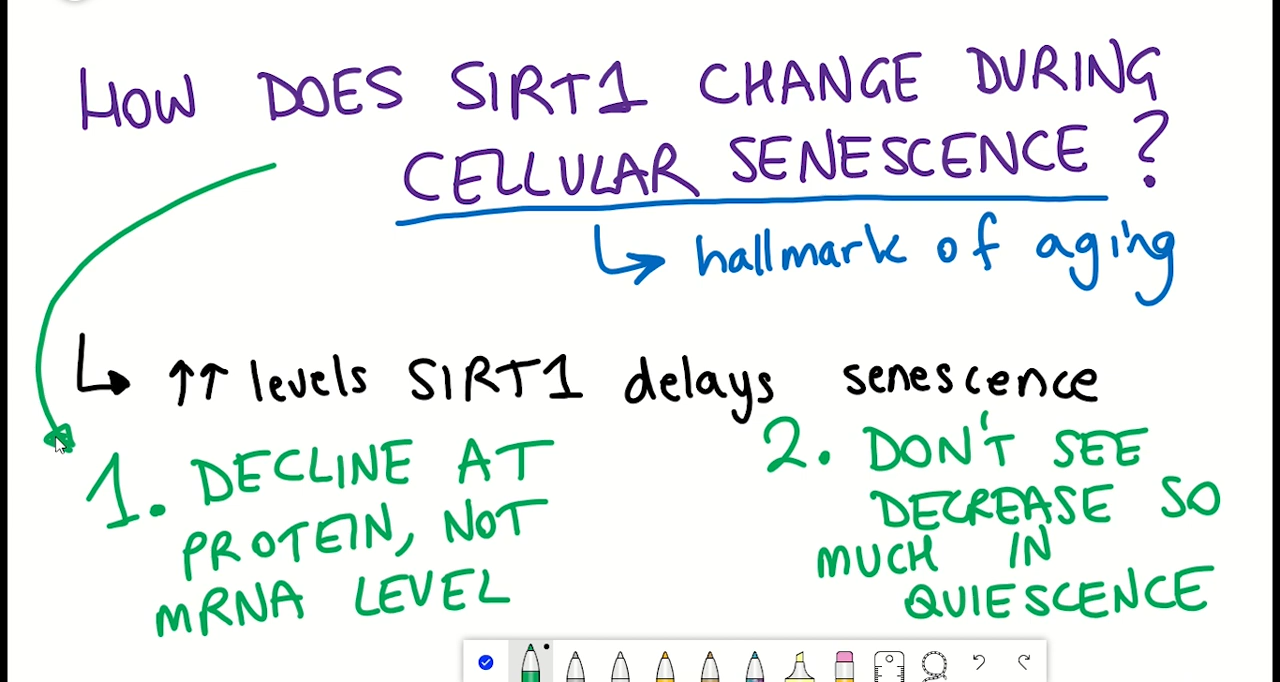 HOW DOES SIRT1 CHANGE DURING
CELLULAR SENESCENCE ?
↳ hallmark of aging
↳ ↑↑ levels SIRT1 delays senescence
1. DECLINE AT
PROTEIN, NOT
mRNA LEVEL
2. DON'T SEE
DECREASE SO
MUCH IN
QUIESCENCE